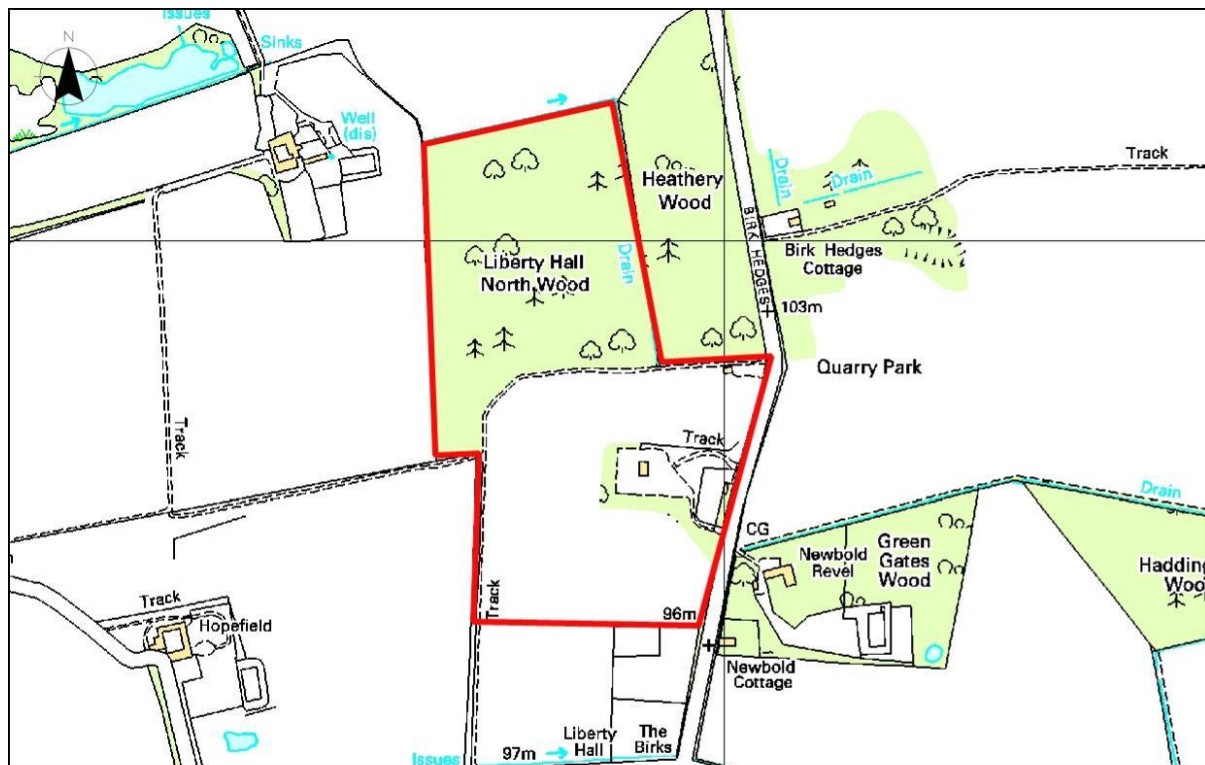 Issues
N
Sinks
Well
(dis)
Track
Heathery
Wood
Drain
Drain
BIRK HEDGES
Birk Hedges
Cottage
Liberty Hall
North Wood
Drain
103m
Quarry Park
Track
Track
Drain
CG
Newbold
Revel
Green
Gates
Wood
Hadding
Wo
Track
96m
Track
Hopefield
Newbold
Cottage
Liberty
Hall
The
Birks
97m
Issues